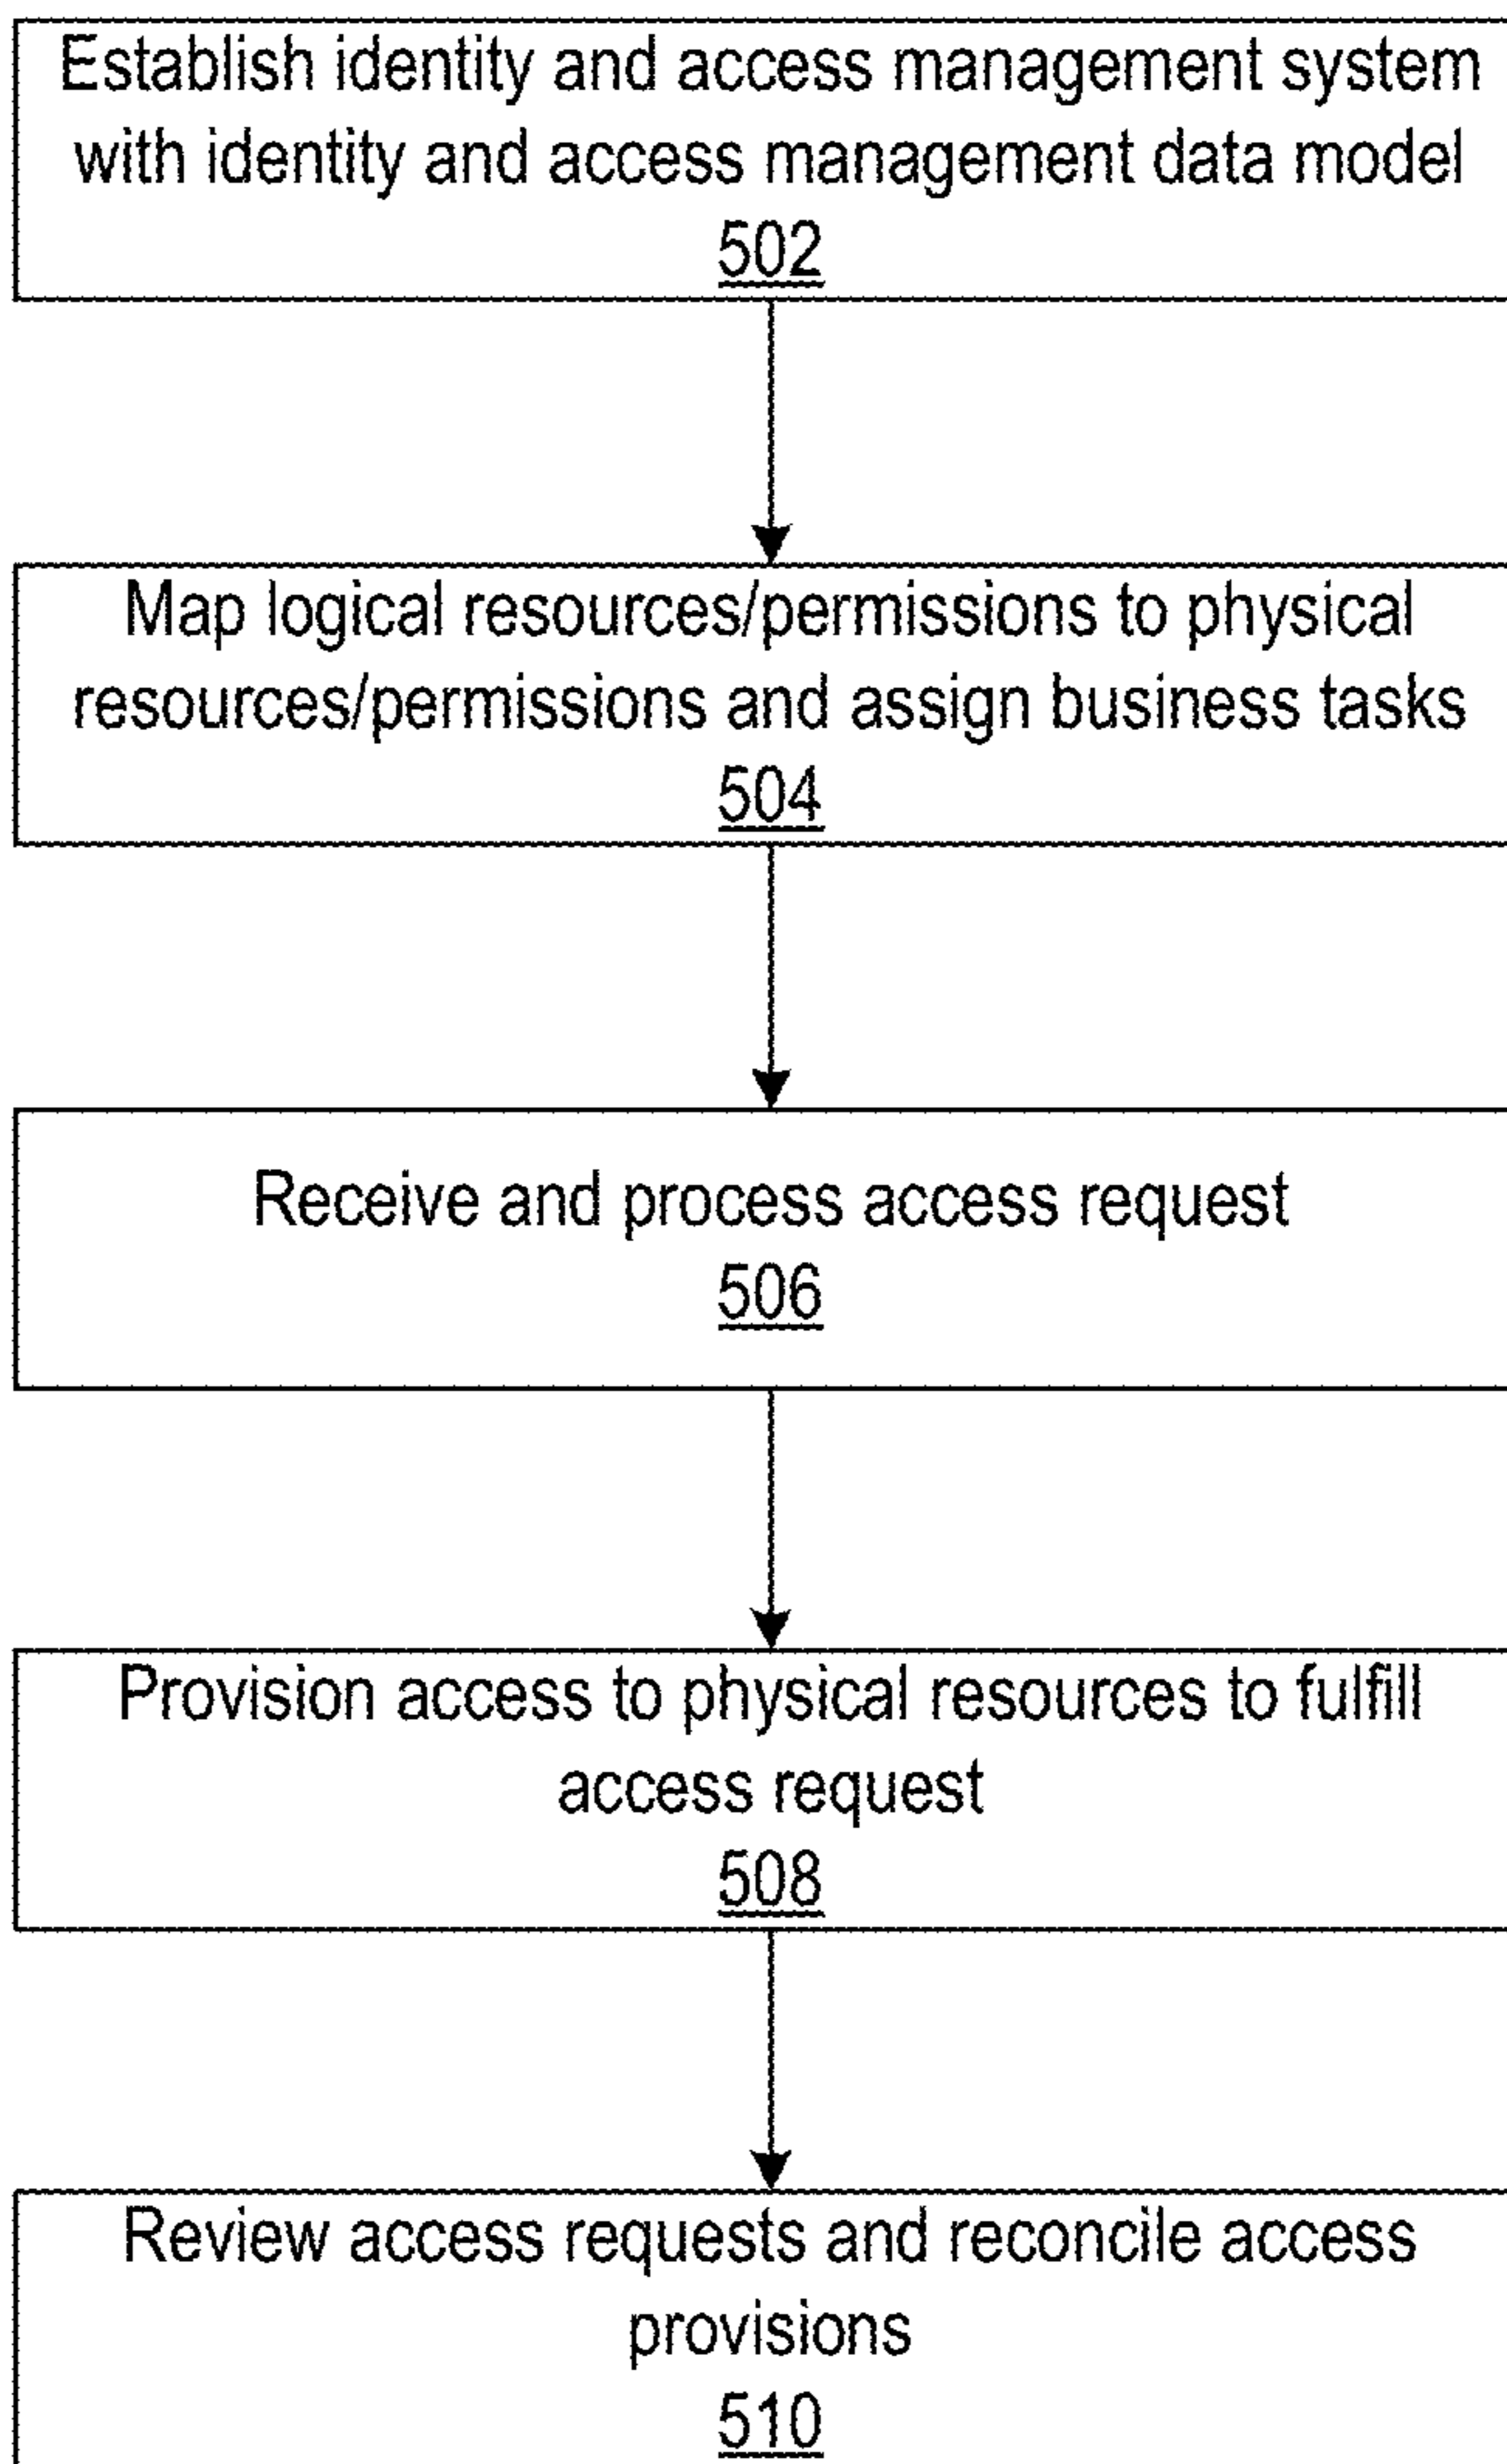 Establish identity and access management system
with identity and access management data model
502
Map logical resources/permissions to physical
resources/permissions and assign business tasks
504
Receive and process access request
506
Provision access to physical resources to fulfill
access request
508
Review access requests and reconcile access
provisions
510